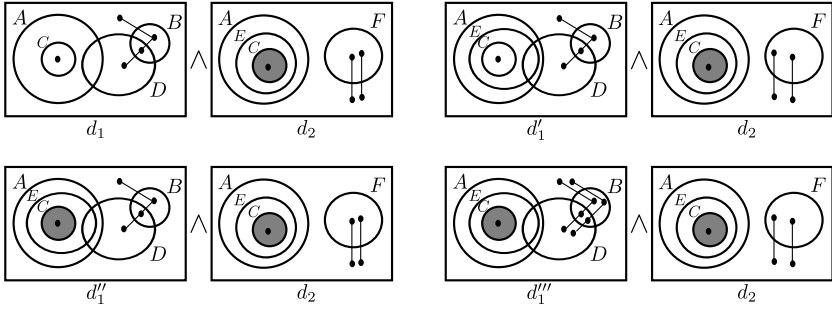 A C B D ∧ A E C F A E C B D ∧ A E C F
d₁ d₂ d₁′ d₂
A E C B D ∧ A E C F A E C B D ∧ A E C F
d₁″ d₂ d₁‴ d₂